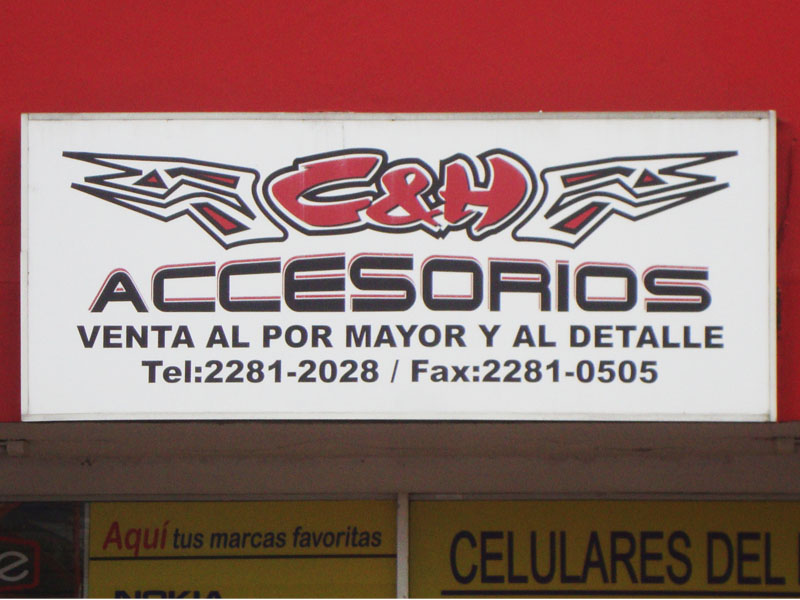 C&H
ACCESORIOS
VENTA AL POR MAYOR Y AL DETALLE
Tel:2281-2028 / Fax:2281-0505
Aquí tus marcas favoritas
CELULARES DEL
NOKIA